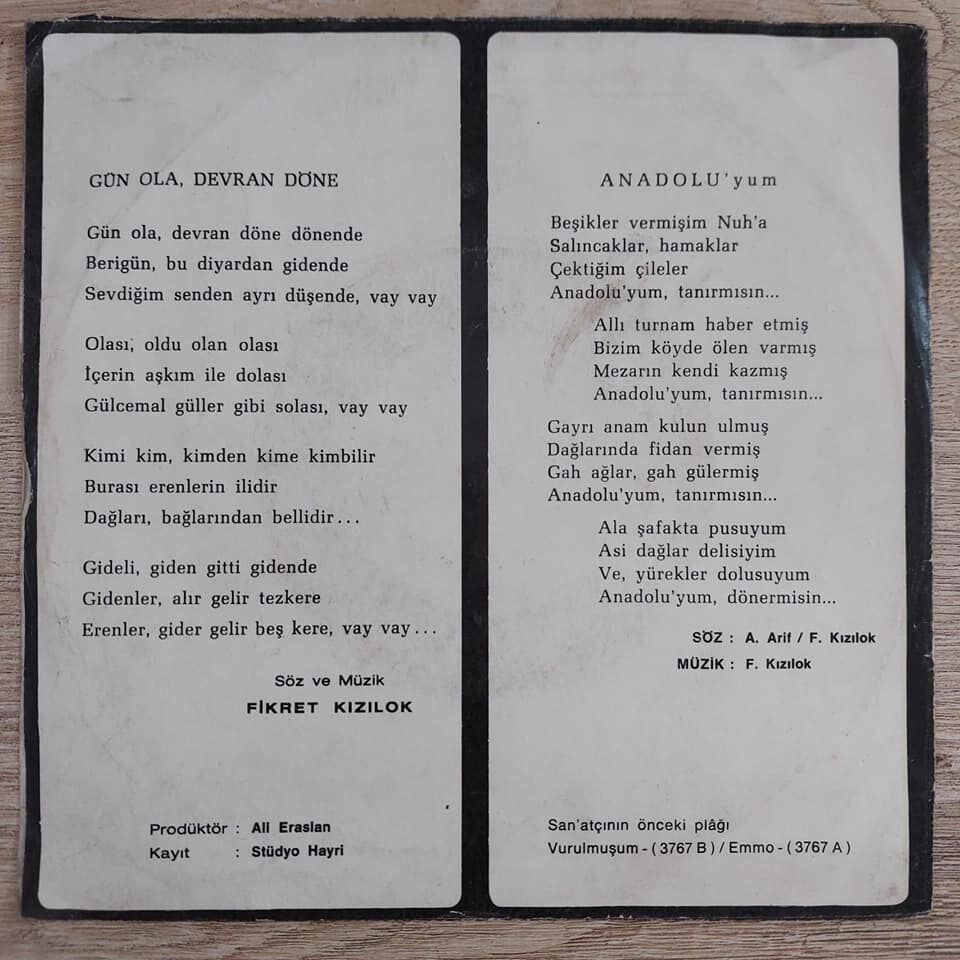 GÜN OLA, DEVRAN DÖNE
Gün ola, devran döne dönende
Berigün, bu diyardan gidende
Sevdiğim senden ayrı düşende, vay vay
Olası, oldu olan olası
İçerin aşkım ile dolası
Gülcemal güller gibi solası, vay vay
Kimi kim, kimden kime kimbilir
Burası erenlerin ilidir
Dağları, bağlarından bellidir...
Gideli, giden gitti gidende
Gidenler, alır gelir tezkere
Erenler, gider gelir beş kere, vay vay...
Söz ve Müzik
FİKRET KIZILOK
Prodüktör : Ali Eraslan
Kayıt : Stüdyo Hayri
ANADOLU'yum
Beşikler vermişim Nuh'a
Salıncaklar, hamaklar
Çektiğim çileler
Anadolu'yum, tanırmısın...
Allı turnam haber etmiş
Bizim köyde ölen varmış
Mezarın kendi kazmış
Anadolu'yum, tanırmısın...
Gayrı anam kulun ulmuş
Dağlarında fidan vermiş
Gah ağlar, gah gülermiş
Anadolu'yum, tanırmısın...
Ala şafakta pusuyum
Asi dağlar delisiyim
Ve, yürekler dolusuyum
Anadolu'yum, dönermisin...
SÖZ : A. Arif / F. Kızılok
MÜZİK : F. Kızılok
San'atçının önceki plâğı
Vurulmuşum - ( 3767 B ) / Emmo - ( 3767 A )